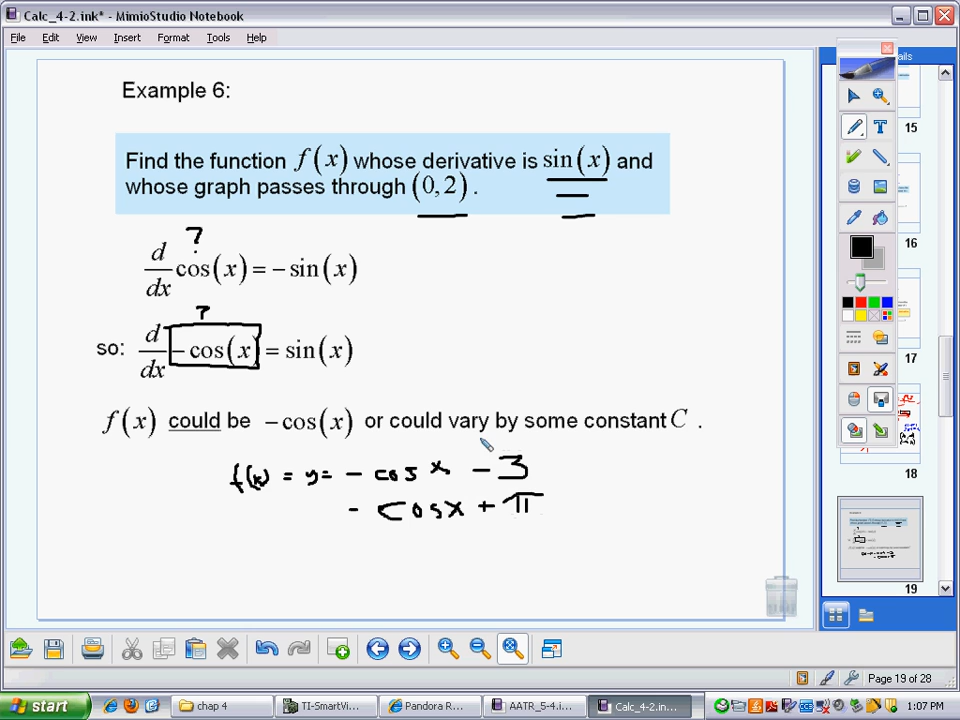 Calc_4-2.ink* - MimioStudio Notebook
File Edit View Insert Format Tools Help
Example 6:
Find the function f(x) whose derivative is sin(x) and
whose graph passes through (0,2) .
?
d/dx cos(x) = − sin(x)
?
so: d/dx − cos(x) = sin(x)
f(x) could be − cos(x) or could vary by some constant C .
f(x) = y = − cos x − 3
− cos x + π
ails
15
16
17
18
19
Page 19 of 28
start
chap 4
TI-SmartVi...
Pandora R...
AATR_5-4.i...
Calc_4-2.in...
1:07 PM